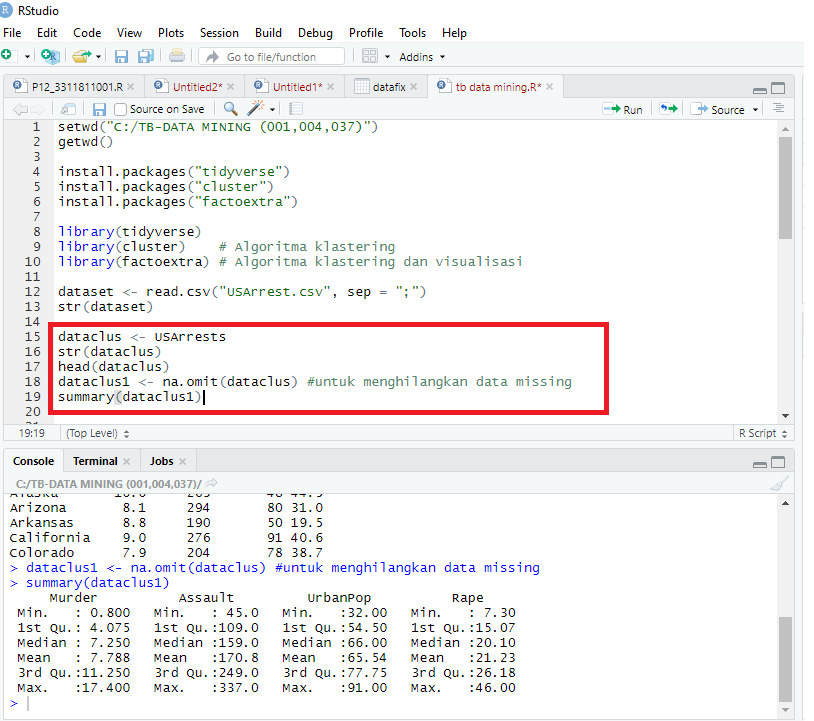 RStudio
File Edit Code View Plots Session Build Debug Profile Tools Help
Go to file/function Addins
P12_3311811001.R Untitled2* Untitled1* datafix tb data mining.R*
Source on Save Run Source
1 setwd("C:/TB-DATA MINING (001,004,037)")
2 getwd()
3
4 install.packages("tidyverse")
5 install.packages("cluster")
6 install.packages("factoextra")
7
8 library(tidyverse)
9 library(cluster) # Algoritma klastering
10 library(factoextra) # Algoritma klastering dan visualisasi
11
12 dataset <- read.csv("USArrest.csv", sep = ";")
13 str(dataset)
14
15 dataclus <- USArrests
16 str(dataclus)
17 head(dataclus)
18 dataclus1 <- na.omit(dataclus) #untuk menghilangkan data missing
19 summary(dataclus1)
20
19:19 (Top Level) R Script
Console Terminal Jobs
C:/TB-DATA MINING (001,004,037)/
Arizona 8.1 294 80 31.0
Arkansas 8.8 190 50 19.5
California 9.0 276 91 40.6
Colorado 7.9 204 78 38.7
> dataclus1 <- na.omit(dataclus) #untuk menghilangkan data missing
> summary(dataclus1)
Murder Assault UrbanPop Rape
Min. : 0.800 Min. : 45.0 Min. :32.00 Min. : 7.30
1st Qu.: 4.075 1st Qu.:109.0 1st Qu.:54.50 1st Qu.:15.07
Median : 7.250 Median :159.0 Median :66.00 Median :20.10
Mean : 7.788 Mean :170.8 Mean :65.54 Mean :21.23
3rd Qu.:11.250 3rd Qu.:249.0 3rd Qu.:77.75 3rd Qu.:26.18
Max. :17.400 Max. :337.0 Max. :91.00 Max. :46.00
>